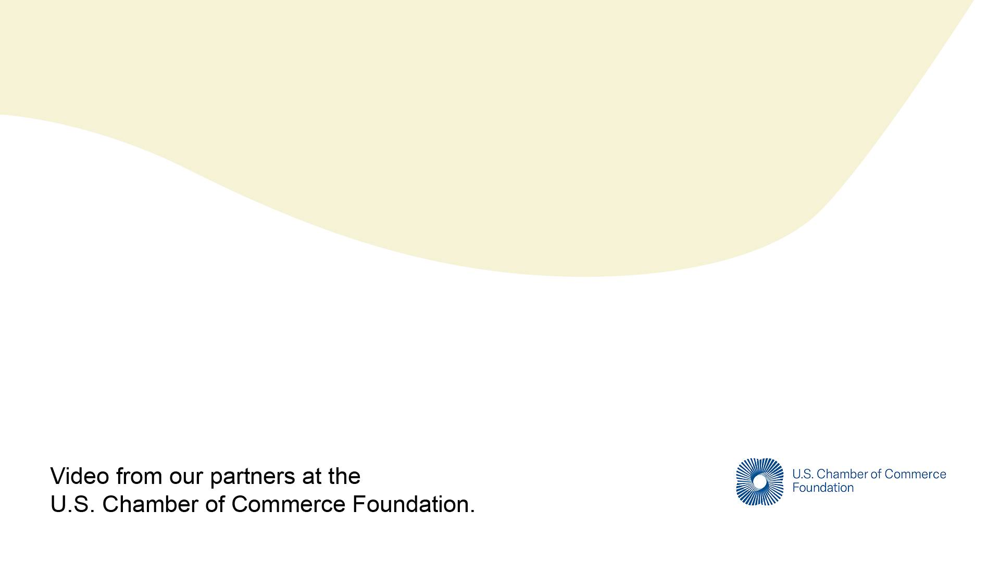 Video from our partners at the
U.S. Chamber of Commerce Foundation.
U.S. Chamber of Commerce
Foundation